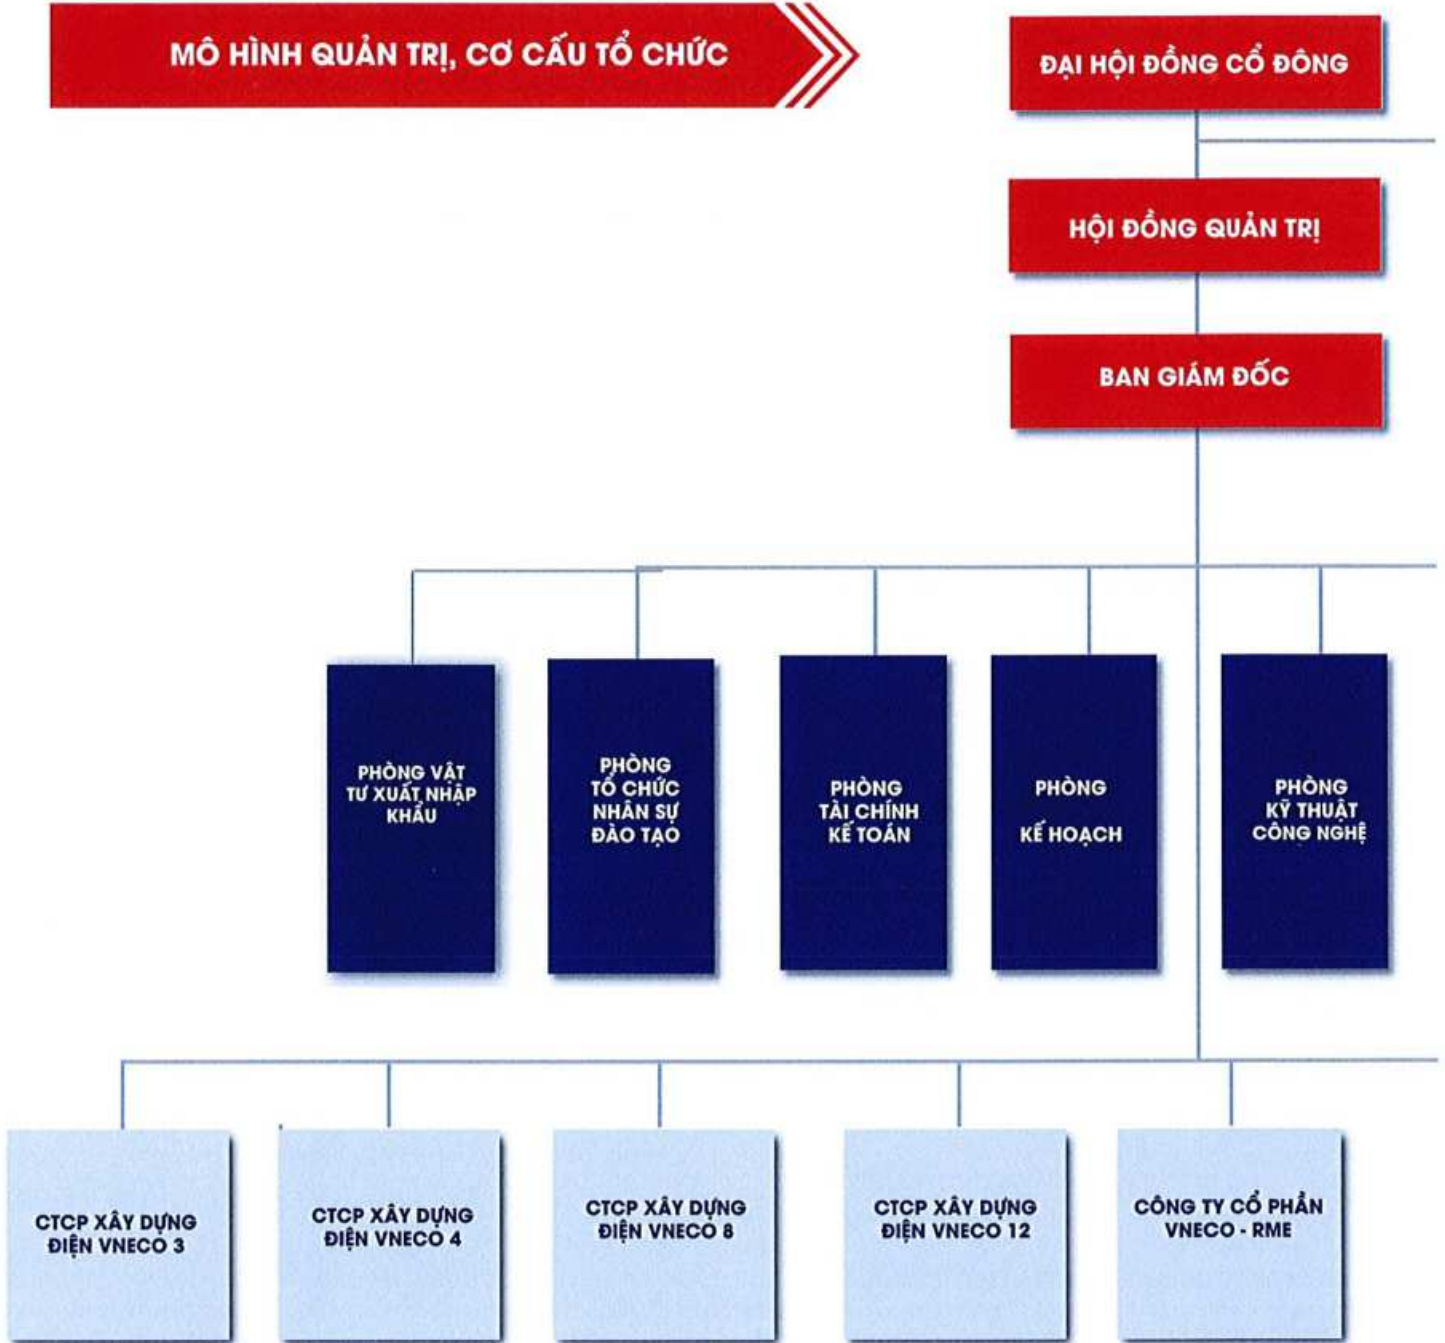 MÔ HÌNH QUẢN TRỊ, CƠ CẤU TỔ CHỨC
ĐẠI HỘI ĐỒNG CỔ ĐÔNG
HỘI ĐỒNG QUẢN TRỊ
BAN GIÁM ĐỐC
PHÒNG VẬT
TƯ XUẤT NHẬP
KHẨU
PHÒNG
TỔ CHỨC
NHÂN SỰ
ĐÀO TẠO
PHÒNG
TÀI CHÍNH
KẾ TOÁN
PHÒNG
KẾ HOẠCH
PHÒNG
KỸ THUẬT
CÔNG NGHỆ
CTCP XÂY DỰNG
ĐIỆN VNECO 3
CTCP XÂY DỰNG
ĐIỆN VNECO 4
CTCP XÂY DỰNG
ĐIỆN VNECO 8
CTCP XÂY DỰNG
ĐIỆN VNECO 12
CÔNG TY CỔ PHẦN
VNECO - RME